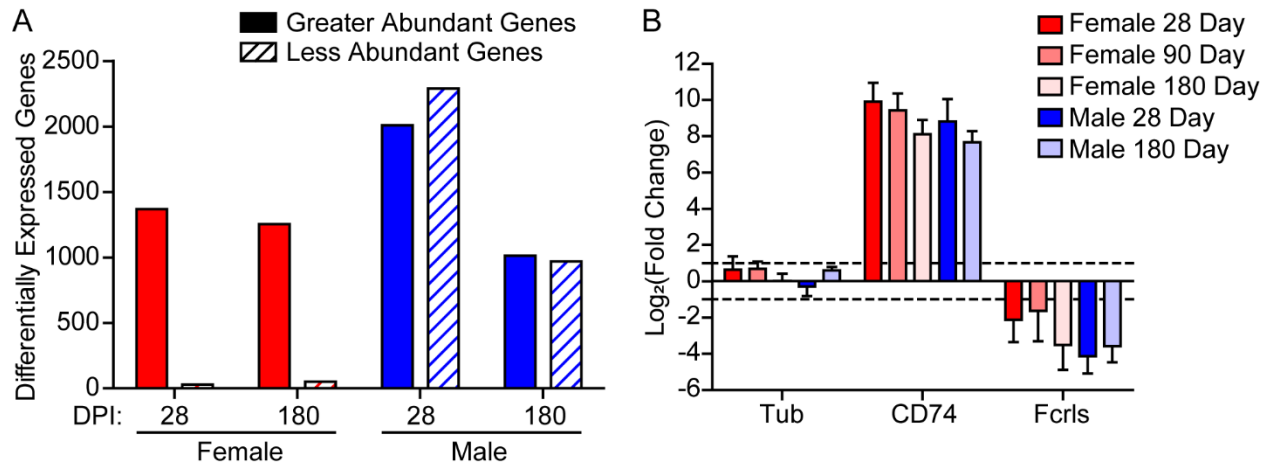 A
Greater Abundant Genes
Less Abundant Genes
Differentially Expressed Genes
2500
2000
1500
1000
500
0
DPI: 28 180 28 180
Female Male
B
Female 28 Day
Female 90 Day
Female 180 Day
Male 28 Day
Male 180 Day
Log₂(Fold Change)
12
10
8
6
4
2
0
-2
-4
-6
Tub CD74 Fcrls